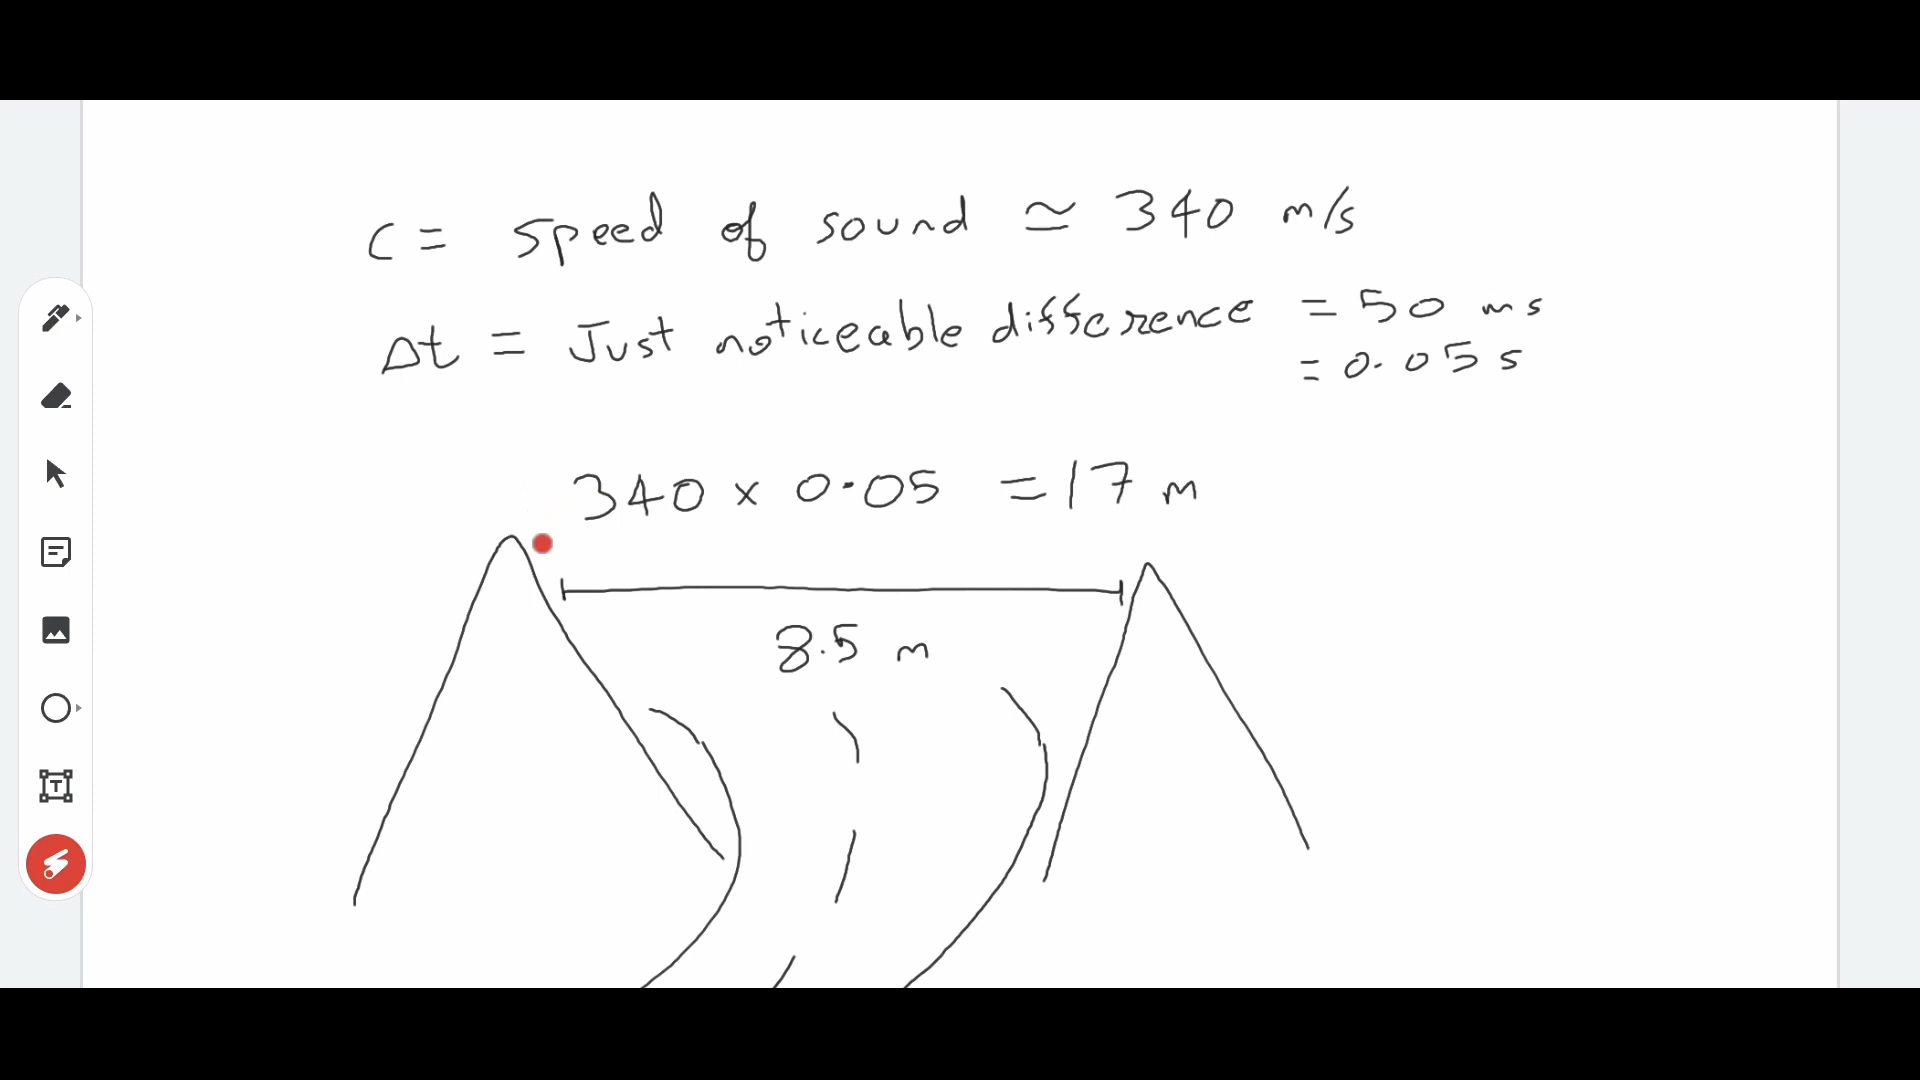 C = speed of sound ≃ 340 m/s
Δt = Just noticeable difference = 50 ms
= 0.05 s
340 × 0.05 = 17 m
8.5 m